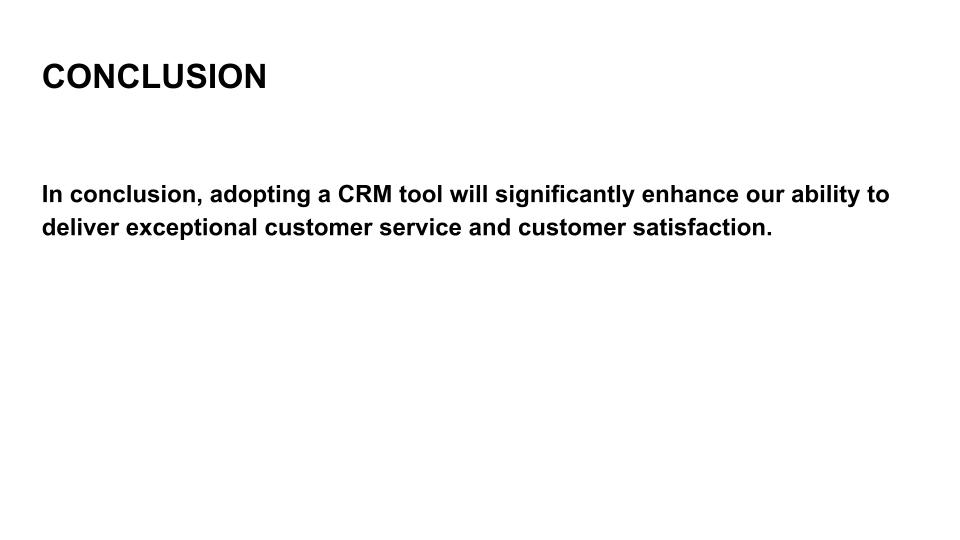 CONCLUSION
In conclusion, adopting a CRM tool will significantly enhance our ability to
deliver exceptional customer service and customer satisfaction.